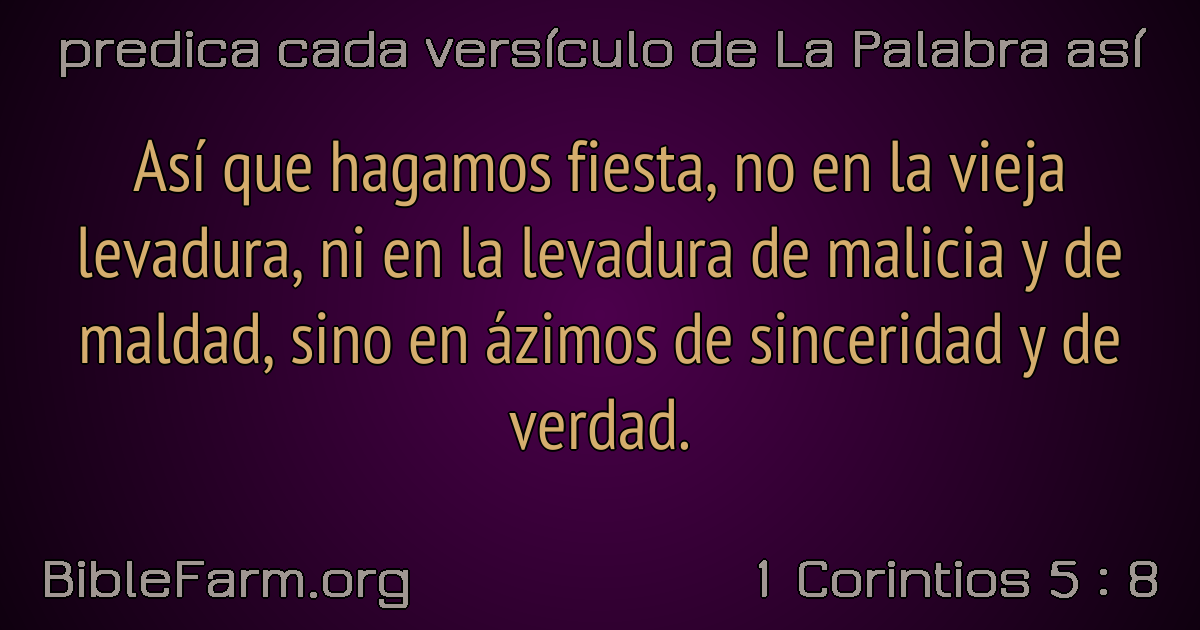 predica cada versículo de La Palabra así
Así que hagamos fiesta, no en la vieja
levadura, ni en la levadura de malicia y de
maldad, sino en ázimos de sinceridad y de
verdad.
BibleFarm.org
1 Corintios 5 : 8